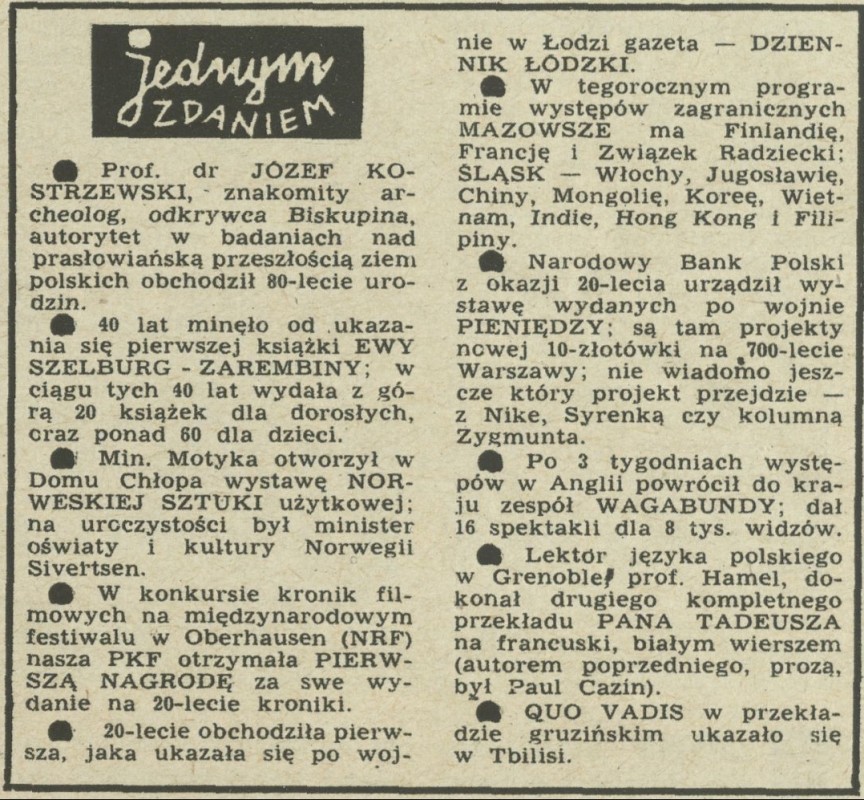 jednym
ZDANIEM
● Prof. dr JÓZEF KO-
STRZEWSKI, znakomity ar-
cheolog, odkrywca Biskupina,
autorytet w badaniach nad
prasłowiańską przeszłością ziem
polskich obchodził 80-lecie uro-
dzin.
● 40 lat minęło od ukaza-
nia się pierwszej książki EWY
SZELBURG - ZAREMBINY; w
ciągu tych 40 lat wydała z gó-
rą 20 książek dla dorosłych,
oraz ponad 60 dla dzieci.
● Min. Motyka otworzył w
Domu Chłopa wystawę NOR-
WESKIEJ SZTUKI użytkowej;
na uroczystości był minister
oświaty i kultury Norwegii
Sivertsen.
● W konkursie kronik fil-
mowych na międzynarodowym
festiwalu w Oberhausen (NRF)
nasza PKF otrzymała PIERW-
SZĄ NAGRODĘ za swe wy-
danie na 20-lecie kroniki.
● 20-lecie obchodziła pierw-
sza, jaka ukazała się po woj-
nie w Łodzi gazeta — DZIEN-
NIK ŁÓDZKI.
● W tegorocznym progra-
mie występów zagranicznych
MAZOWSZE ma Finlandię,
Francję i Związek Radziecki;
ŚLĄSK — Włochy, Jugosławię,
Chiny, Mongolię, Koreę, Wiet-
nam, Indie, Hong Kong i Fili-
piny.
● Narodowy Bank Polski
z okazji 20-lecia urządził wy-
stawę wydanych po wojnie
PIENIĘDZY; są tam projekty
nowej 10-złotówki na 700-lecie
Warszawy; nie wiadomo jesz-
cze który projekt przejdzie —
z Nike, Syrenką czy kolumną
Zygmunta.
● Po 3 tygodniach wystę-
pów w Anglii powrócił do kra-
ju zespół WAGABUNDY; dał
16 spektakli dla 8 tys. widzów.
● Lektor języka polskiego
w Grenoble, prof. Hamel, do-
konał drugiego kompletnego
przekładu PANA TADEUSZA
na francuski, białym wierszem
(autorem poprzedniego, prozą,
był Paul Cazin).
● QUO VADIS w przekła-
dzie gruzińskim ukazało się
w Tbilisi.